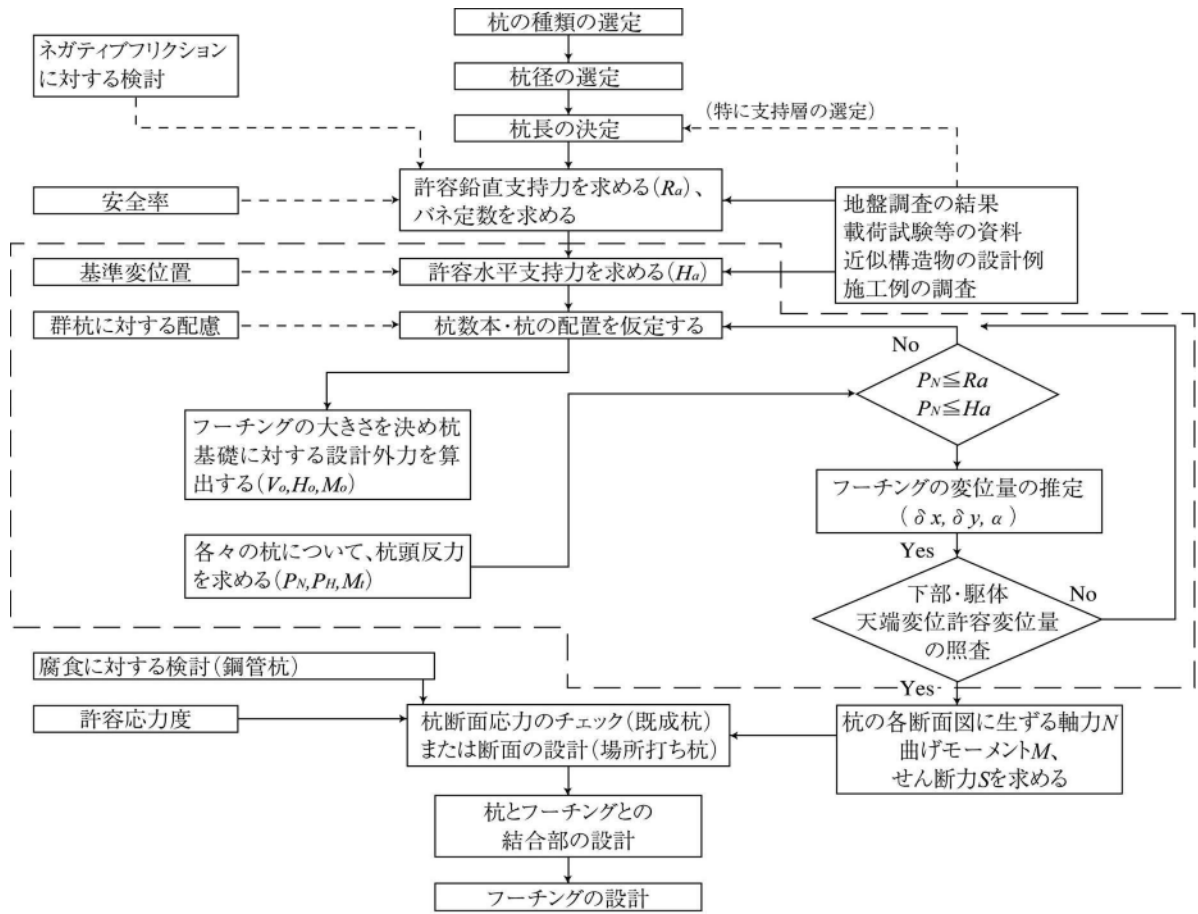 杭の種類の選定
ネガティブフリクション
に対する検討
杭径の選定
(特に支持層の選定)
杭長の決定
許容鉛直支持力を求める(Ra)、
バネ定数を求める
安全率
地盤調査の結果
載荷試験等の資料
近似構造物の設計例
施工例の調査
基準変位置
許容水平支持力を求める(Ha)
群杭に対する配慮
杭数本・杭の配置を仮定する
No
PN≦Ra
PN≦Ha
フーチングの大きさを決め杭
基礎に対する設計外力を算
出する(Vo,Ho,Mo)
フーチングの変位量の推定
(δx,δy,α)
各々の杭について、杭頭反力
を求める(PN,PH,Mt)
Yes
下部・駆体
天端変位許容変位量
の照査
No
Yes
腐食に対する検討(鋼管杭)
許容応力度
杭断面応力のチェック(既成杭)
または断面の設計(場所打ち杭)
杭の各断面図に生ずる軸力N
曲げモーメントM、
せん断力Sを求める
杭とフーチングとの
結合部の設計
フーチングの設計